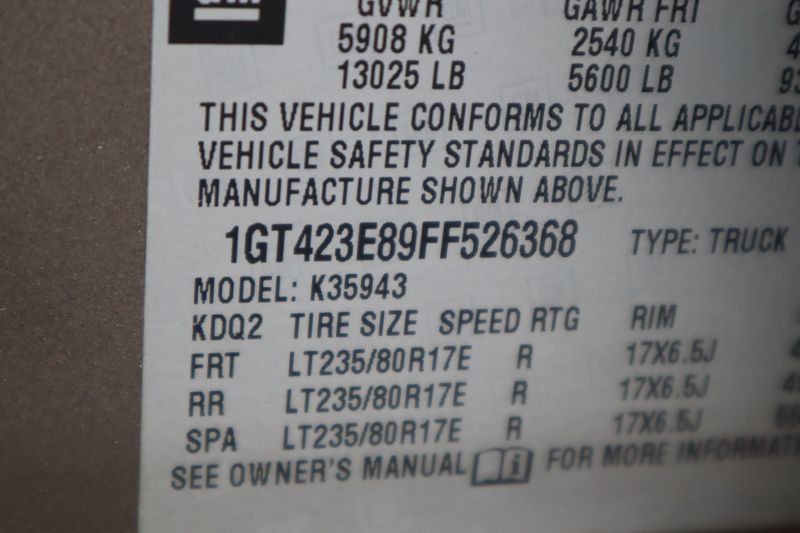 GM
GVWR GAWR FRT
5908 KG 2540 KG
13025 LB 5600 LB
THIS VEHICLE CONFORMS TO ALL
VEHICLE SAFETY STANDARDS IN EFFECT ON
MANUFACTURE SHOWN ABOVE.
1GT423E89FF526368 TYPE: TRUCK
MODEL: K35943
KDQ2 TIRE SIZE SPEED RTG RIM
FRT LT235/80R17E R 17X6.5J
RR LT235/80R17E R 17X6.5J
SPA LT235/80R17E R 17X6.5J
SEE OWNER'S MANUAL i FOR MORE